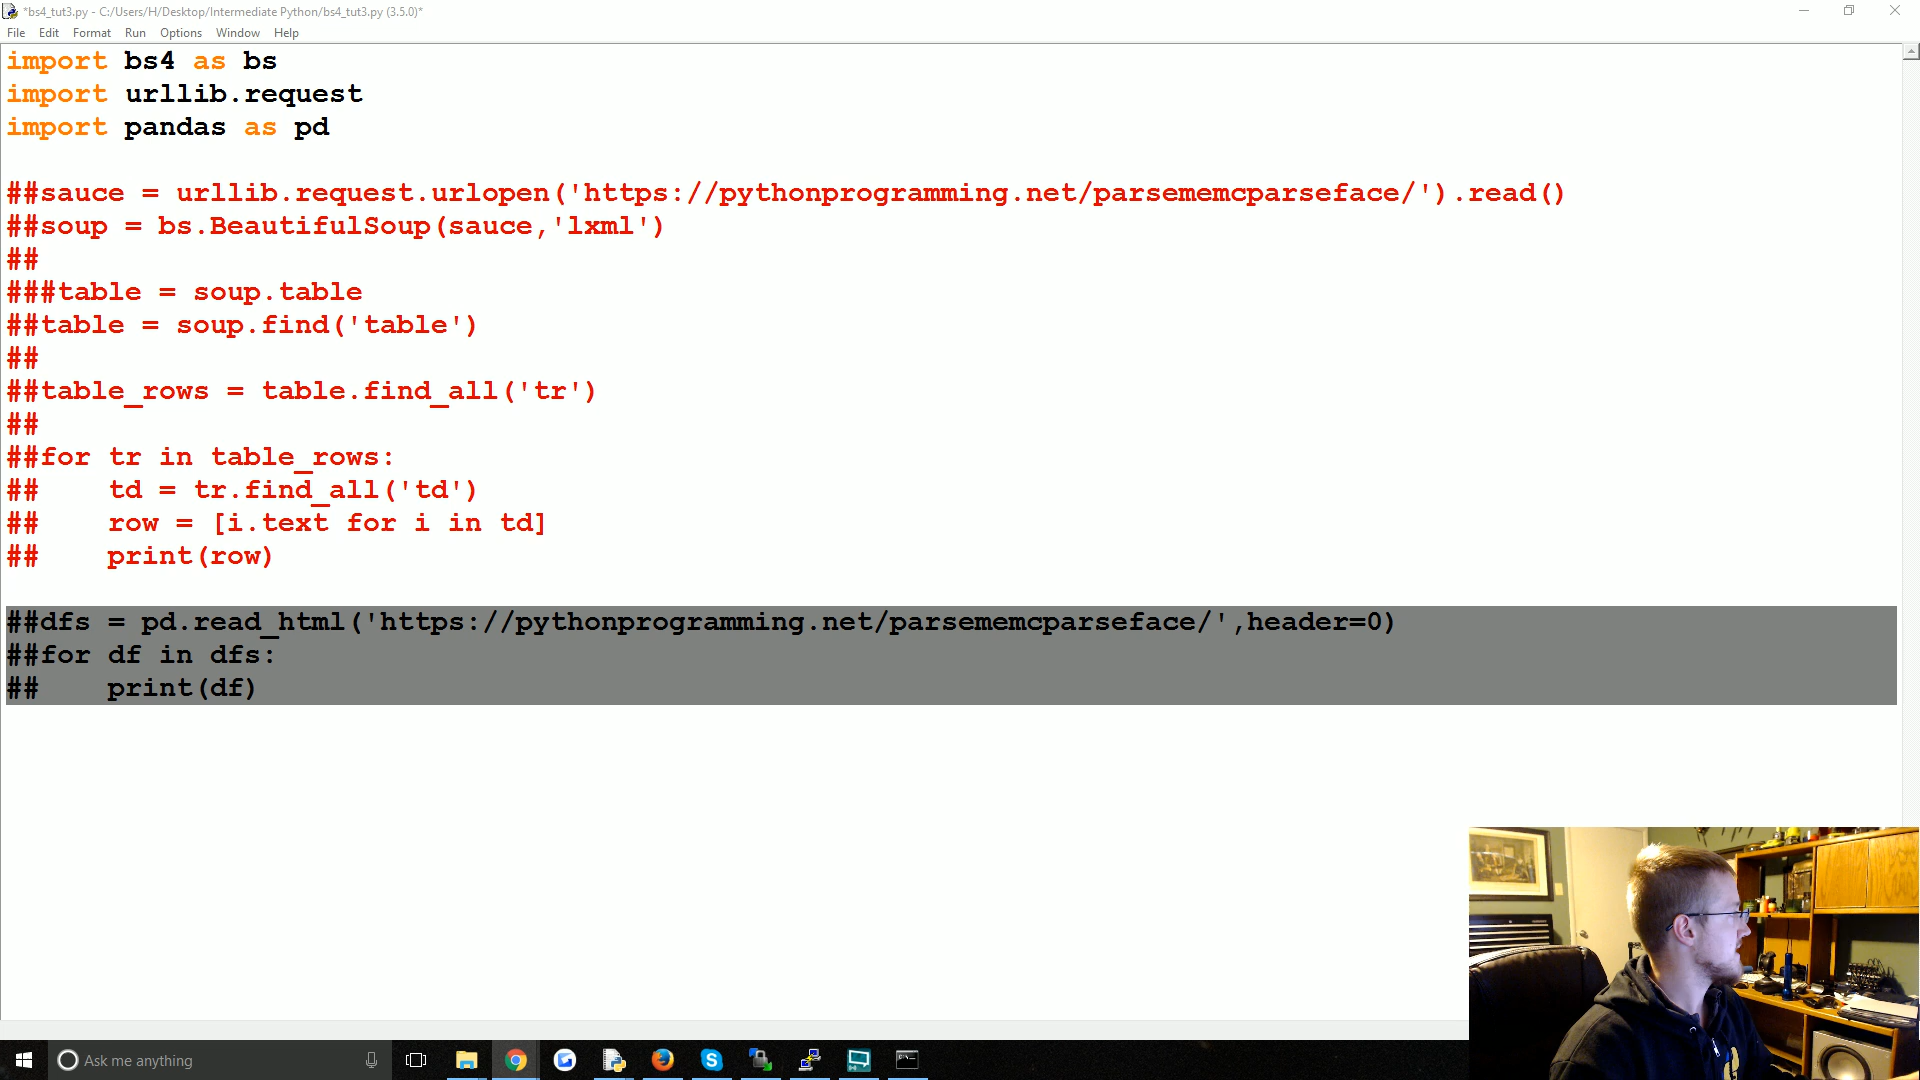 *bs4_tut3.py - C:/Users/H/Desktop/Intermediate Python/bs4_tut3.py (3.5.0)*
File Edit Format Run Options Window Help
import bs4 as bs
import urllib.request
import pandas as pd
##sauce = urllib.request.urlopen('https://pythonprogramming.net/parsememcparseface/').read()
##soup = bs.BeautifulSoup(sauce,'lxml')
##
###table = soup.table
##table = soup.find('table')
##
##table_rows = table.find_all('tr')
##
##for tr in table_rows:
##    td = tr.find_all('td')
##    row = [i.text for i in td]
##    print(row)
##dfs = pd.read_html('https://pythonprogramming.net/parsememcparseface/',header=0)
##for df in dfs:
##    print(df)
Ask me anything